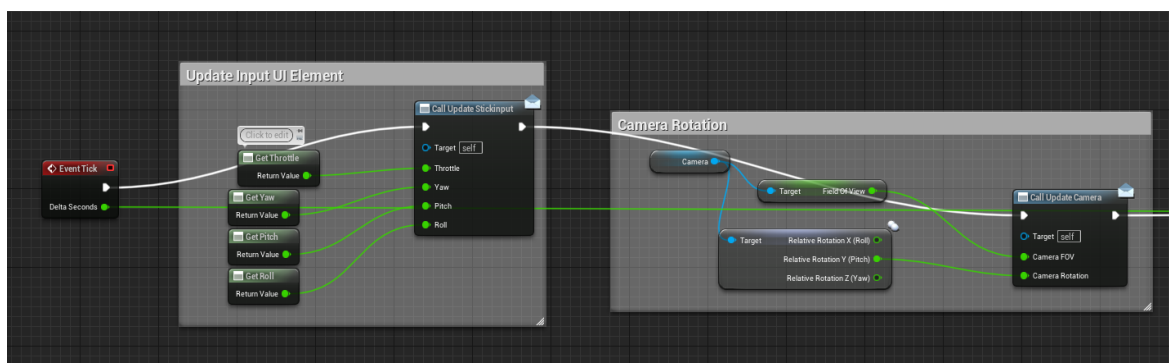 Update Input UI Element
Call Update Stickinput
Click to edit
Target self
Get Throttle
Return Value
Throttle
Yaw
Pitch
Roll
Event Tick
Delta Seconds
Get Yaw
Return Value
Get Pitch
Return Value
Get Roll
Return Value
Camera Rotation
Camera
Target Field Of View
Target Relative Rotation X (Roll)
Relative Rotation Y (Pitch)
Relative Rotation Z (Yaw)
Call Update Camera
Target self
Camera FOV
Camera Rotation